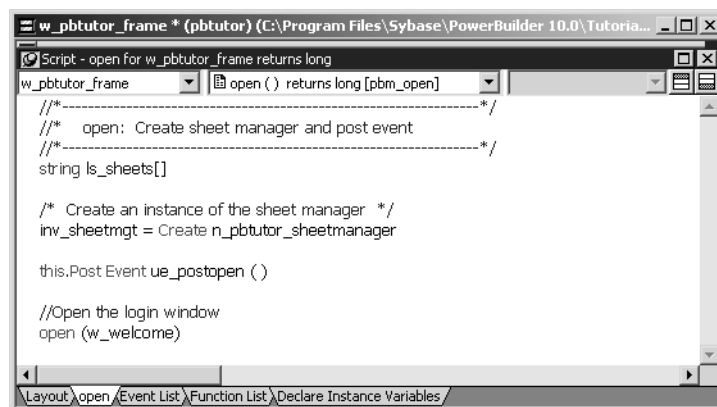 w_pbtutor_frame * (pbtutor) (C:\Program Files\Sybase\PowerBuilder 10.0\Tutoria...
Script - open for w_pbtutor_frame returns long
w_pbtutor_frame
open ( ) returns long [pbm_open]
//*-----------------------------------------------------------------*/
//* open: Create sheet manager and post event
//*-----------------------------------------------------------------*/
string ls_sheets[]
/* Create an instance of the sheet manager */
inv_sheetmgt = Create n_pbtutor_sheetmanager
this.Post Event ue_postopen ( )
//Open the login window
open (w_welcome)
Layout open Event List Function List Declare Instance Variables